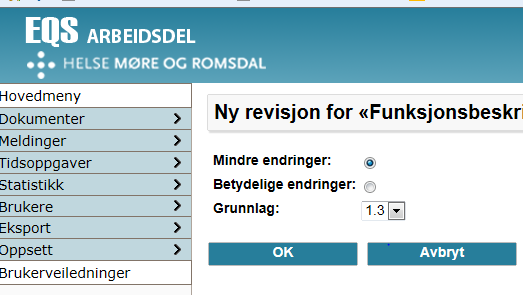 EQS ARBEIDSDEL
HELSE MØRE OG ROMSDAL
Hovedmeny
Dokumenter
Meldinger
Tidsoppgaver
Statistikk
Brukere
Eksport
Oppsett
Brukerveiledninger
Ny revisjon for «Funksjonsbeskri
Mindre endringer:
Betydelige endringer:
Grunnlag: 1.3
OK Avbryt